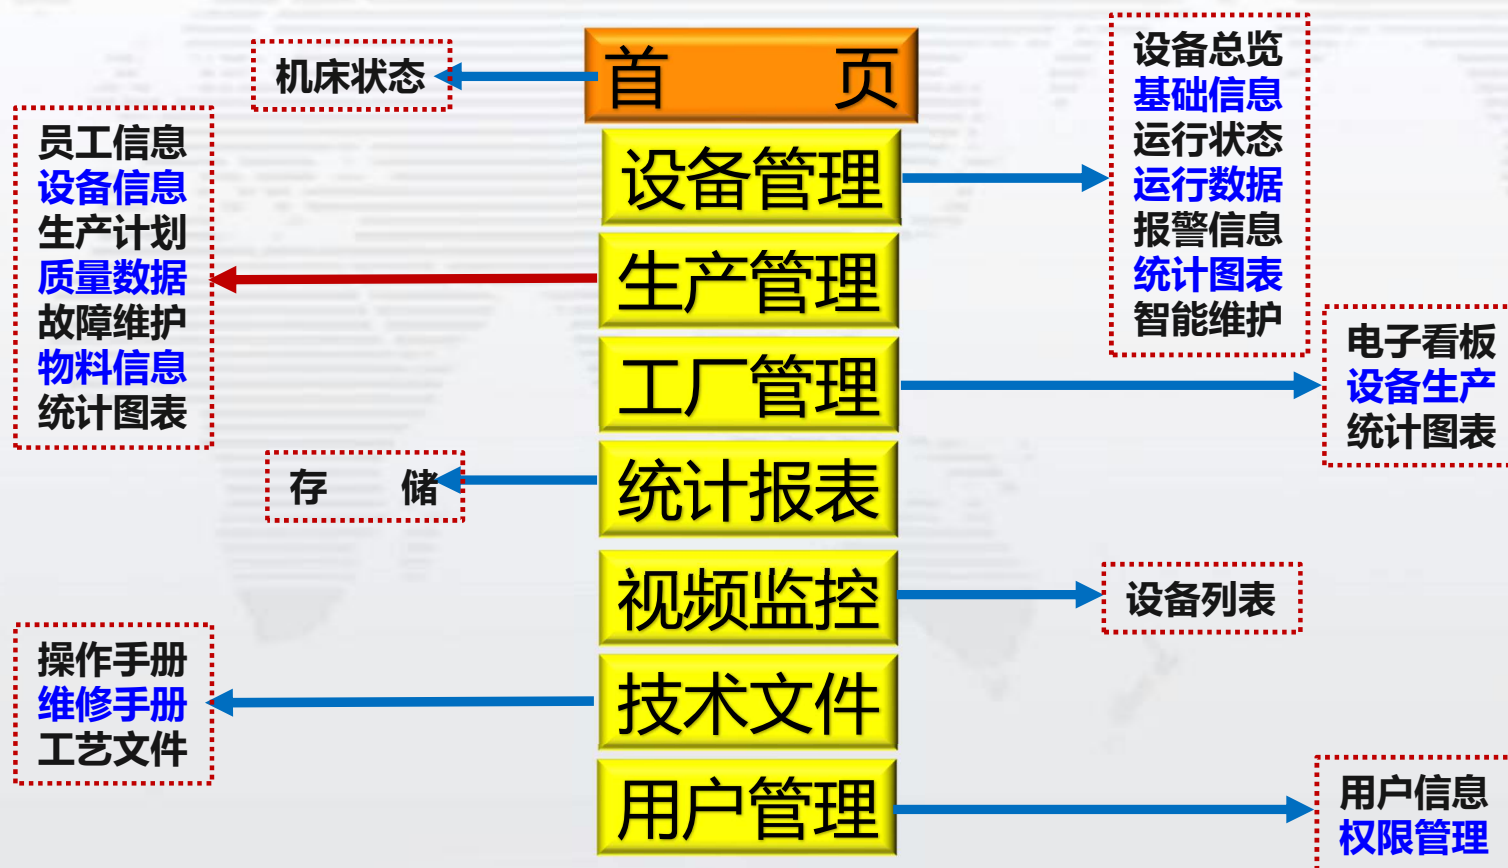 首 页
机床状态
设备管理
设备总览
基础信息
运行状态
运行数据
报警信息
统计图表
智能维护
生产管理
员工信息
设备信息
生产计划
质量数据
故障维护
物料信息
统计图表
工厂管理
电子看板
设备生产
统计图表
统计报表
存 储
视频监控
设备列表
技术文件
操作手册
维修手册
工艺文件
用户管理
用户信息
权限管理